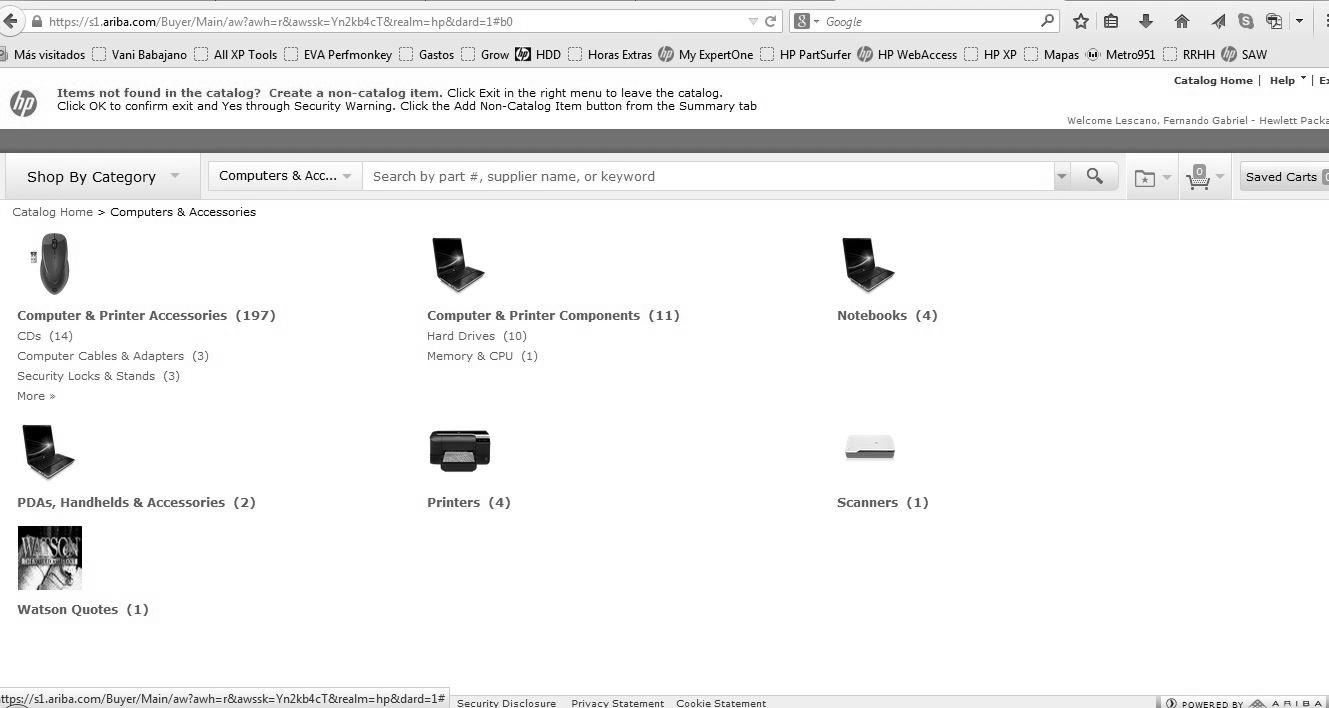 https://s1.ariba.com/Buyer/Main/aw?awh=r&awssk=Yn2kb4cT&realm=hp&dard=1#b0
8 Google
Más visitados Vani Babajano All XP Tools EVA Perfmonkey Gastos Grow hp HDD Horas Extras hp My ExpertOne HP PartSurfer hp HP WebAccess HP XP Mapas Metro951 RRHH hp SAW
Catalog Home | Help | Ex
hp
Items not found in the catalog? Create a non-catalog item. Click Exit in the right menu to leave the catalog.
Click OK to confirm exit and Yes through Security Warning. Click the Add Non-Catalog Item button from the Summary tab
Welcome Lescano, Fernando Gabriel - Hewlett Packa
Shop By Category Computers & Acc... Search by part #, supplier name, or keyword 0 Saved Carts 0
Catalog Home > Computers & Accessories
Computer & Printer Accessories (197)
CDs (14)
Computer Cables & Adapters (3)
Security Locks & Stands (3)
More »
Computer & Printer Components (11)
Hard Drives (10)
Memory & CPU (1)
Notebooks (4)
PDAs, Handhelds & Accessories (2)
Printers (4)
Scanners (1)
WATSON
Watson Quotes (1)
ttps://s1.ariba.com/Buyer/Main/aw?awh=r&awssk=Yn2kb4cT&realm=hp&dard=1#
Security Disclosure Privacy Statement Cookie Statement
POWERED BY ARIBA